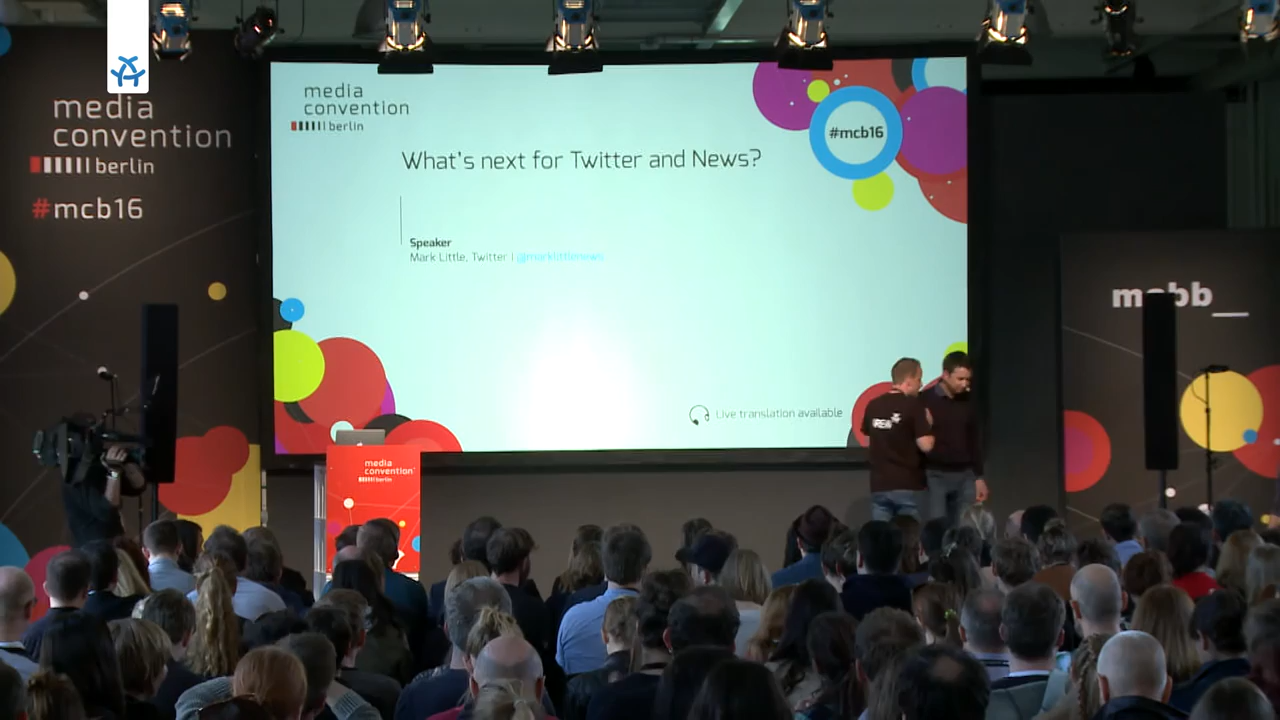 media
convention
berlin
#mcb16
media
convention
berlin
#mcb16
What's next for Twitter and News?
Speaker
Mark Little, Twitter | @marklittlenews
Live translation available
media
convention
berlin